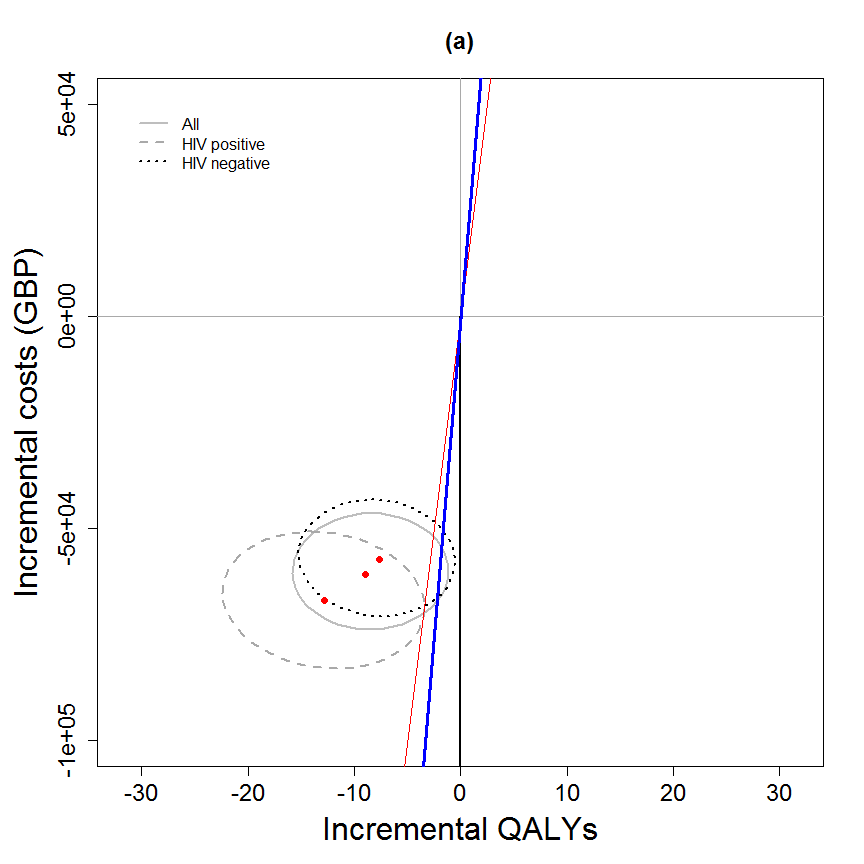 (a)
All
HIV positive
HIV negative
5e+04
0e+00
-5e+04
-1e+05
Incremental costs (GBP)
-30
-20
-10
0
10
20
30
Incremental QALYs